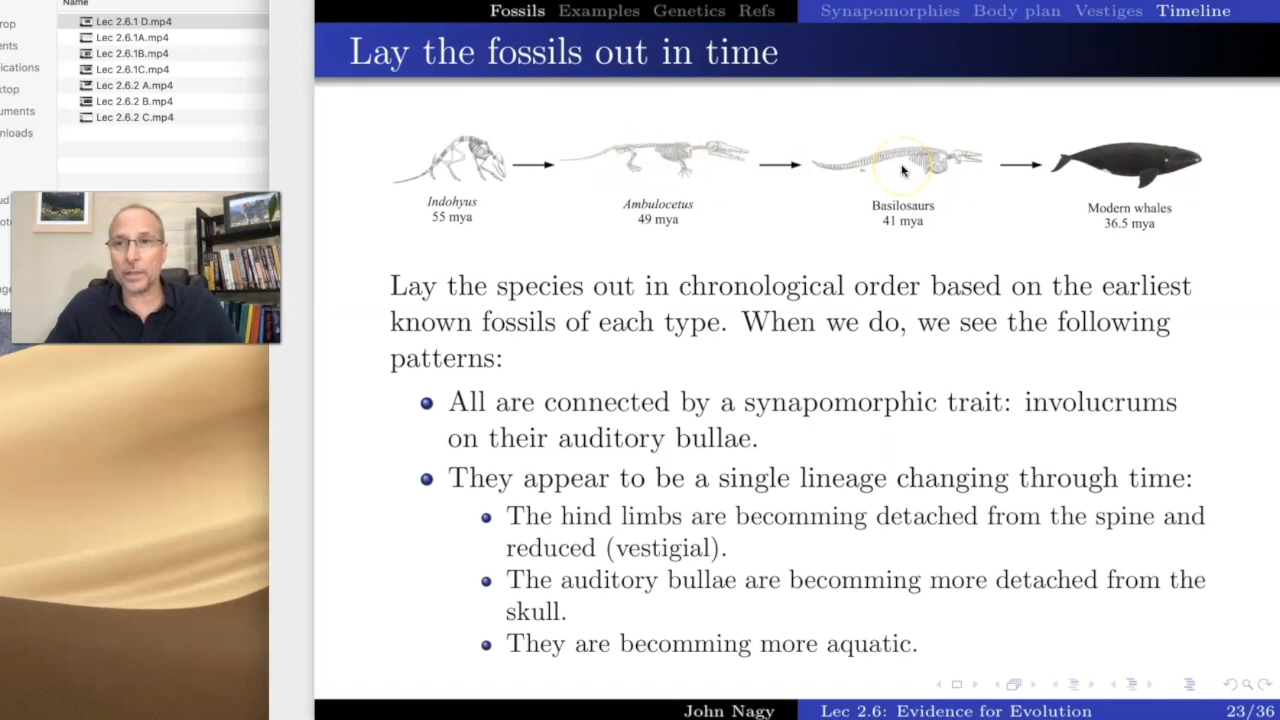 Name
Lec 2.6.1 D.mp4
Lec 2.6.1A.mp4
Lec 2.6.1B.mp4
Lec 2.6.1C.mp4
Lec 2.6.2 A.mp4
Lec 2.6.2 B.mp4
Lec 2.6.2 C.mp4
rop
ents
ications
ktop
uments
nloads
Fossils Examples Genetics Refs
Synapomorphies Body plan Vestiges Timeline
Lay the fossils out in time
Indohyus
55 mya
Ambulocetus
49 mya
Basilosaurs
41 mya
Modern whales
36.5 mya
Lay the species out in chronological order based on the earliest
known fossils of each type. When we do, we see the following
patterns:
All are connected by a synapomorphic trait: involucrums
on their auditory bullae.
They appear to be a single lineage changing through time:
The hind limbs are becomming detached from the spine and
reduced (vestigial).
The auditory bullae are becomming more detached from the
skull.
They are becomming more aquatic.
John Nagy
Lec 2.6: Evidence for Evolution
23/36